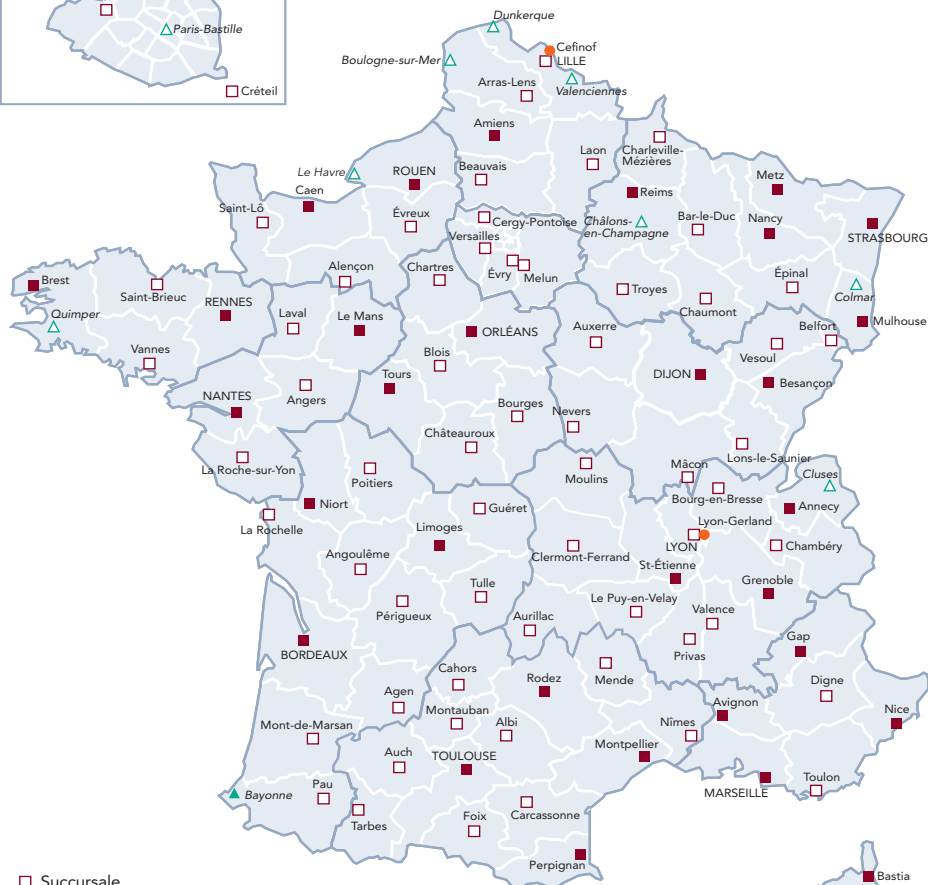 Paris-Bastille
Créteil
Dunkerque
Cefinof
LILLE
Boulogne-sur-Mer
Arras-Lens
Valenciennes
Amiens
Laon
Charleville-
Mézières
Beauvais
Le Havre
ROUEN
Caen
Metz
Reims
Saint-Lô
Évreux
Cergy-Pontoise
Châlons-
en-Champagne
Bar-le-Duc
Nancy
STRASBOURG
Versailles
Alençon
Chartres
Évry
Melun
Épinal
Troyes
Chaumont
Colmar
Brest
Saint-Brieuc
RENNES
Quimper
Laval
Le Mans
ORLÉANS
Auxerre
Belfort
Mulhouse
Vannes
Blois
Vesoul
Tours
DIJON
Besançon
NANTES
Angers
Bourges
Nevers
Châteauroux
La Roche-sur-Yon
Poitiers
Moulins
Mâcon
Lons-le-Saunier
Cluses
Bourg-en-Bresse
Niort
Guéret
Annecy
La Rochelle
Limoges
Lyon-Gerland
LYON
Chambéry
Angoulême
Clermont-Ferrand
St-Étienne
Tulle
Grenoble
Périgueux
Le Puy-en-Velay
Valence
Aurillac
Privas
Gap
BORDEAUX
Cahors
Rodez
Mende
Digne
Agen
Montauban
Albi
Nîmes
Avignon
Nice
Mont-de-Marsan
Auch
TOULOUSE
Montpellier
Toulon
MARSEILLE
Bayonne
Pau
Tarbes
Foix
Carcassonne
Perpignan
Succursale
Bastia